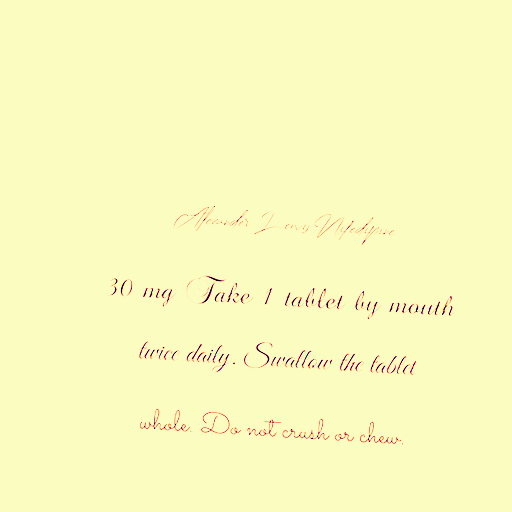 Alexander Nifedipine
30 mg Take 1 tablet by mouth
twice daily. Swallow the tablet
whole. Do not crush or chew.